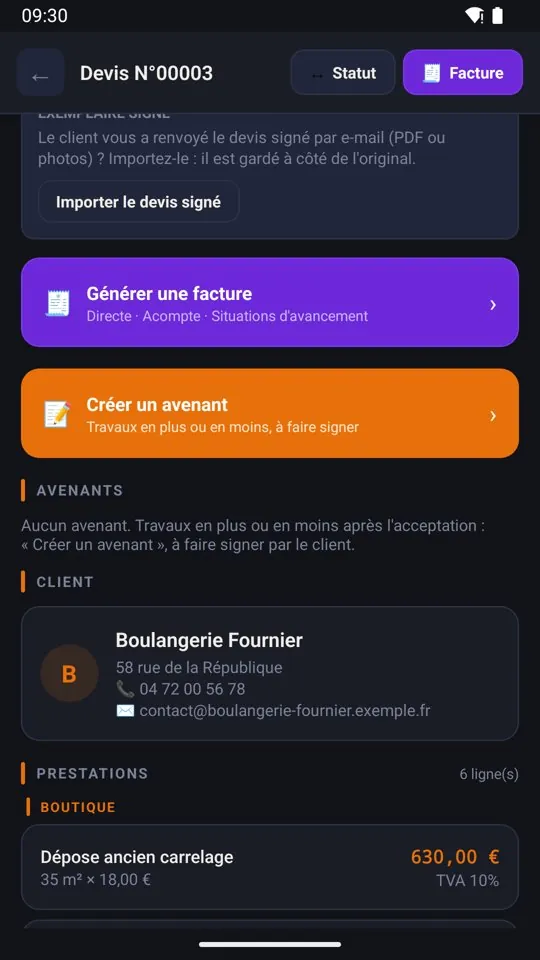 09:30
←
Devis N°00003
Statut
Facture
EXEMPLAIRE SIGNÉ
Le client vous a renvoyé le devis signé par e-mail (PDF ou
photos) ? Importez-le : il est gardé à côté de l'original.
Importer le devis signé
Générer une facture
Directe · Acompte · Situations d'avancement
›
Créer un avenant
Travaux en plus ou en moins, à faire signer
›
AVENANTS
Aucun avenant. Travaux en plus ou en moins après l'acceptation :
« Créer un avenant », à faire signer par le client.
CLIENT
B
Boulangerie Fournier
58 rue de la République
04 72 00 56 78
contact@boulangerie-fournier.exemple.fr
PRESTATIONS
6 ligne(s)
BOUTIQUE
Dépose ancien carrelage
630,00 €
35 m² × 18,00 €
TVA 10%